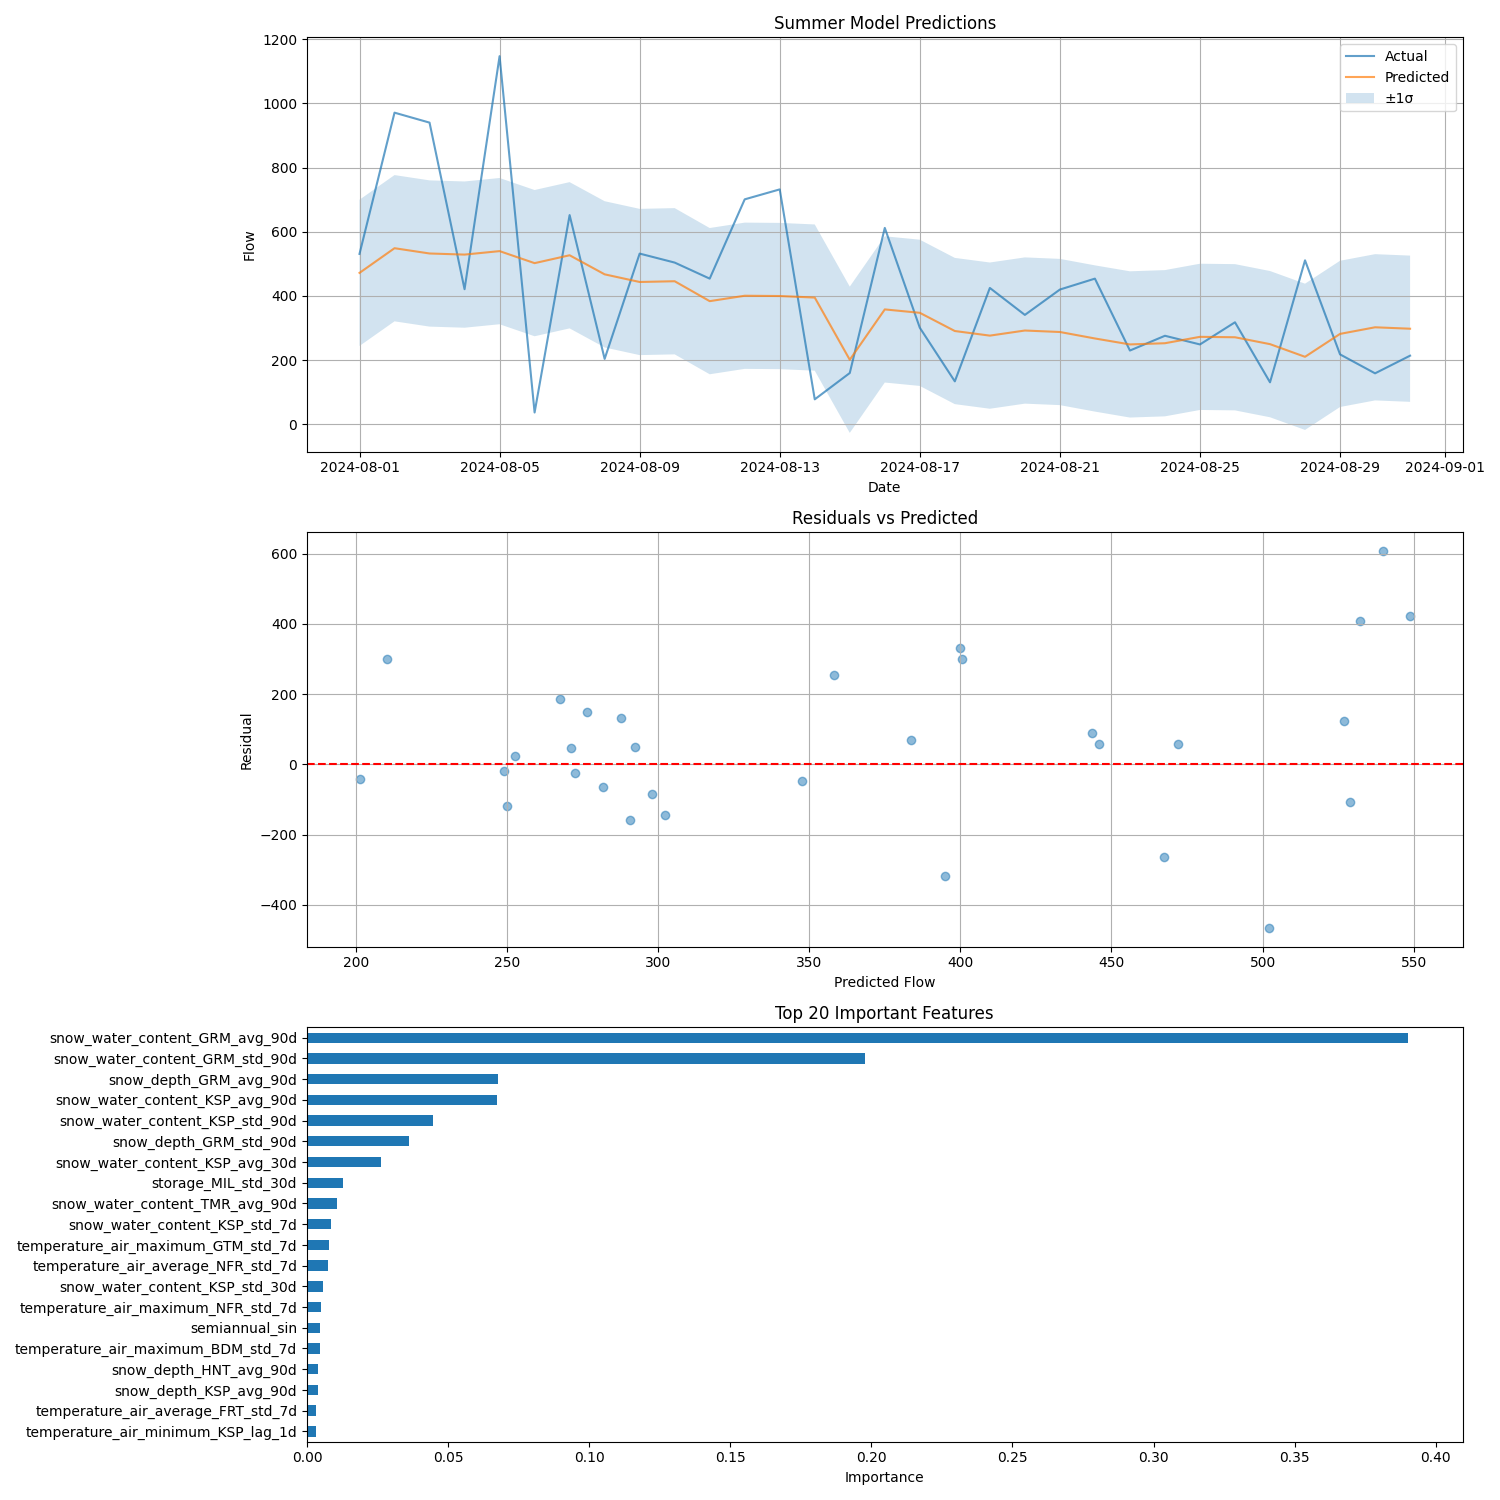 Summer Model Predictions
1200
1000
800
600
400
200
0
Flow
Actual
Predicted
±1σ
2024-08-01 2024-08-05 2024-08-09 2024-08-13 2024-08-17 2024-08-21 2024-08-25 2024-08-29 2024-09-01
Date
Residuals vs Predicted
600
400
200
0
−200
−400
Residual
200 250 300 350 400 450 500 550
Predicted Flow
Top 20 Important Features
snow_water_content_GRM_avg_90d
snow_water_content_GRM_std_90d
snow_depth_GRM_avg_90d
snow_water_content_KSP_avg_90d
snow_water_content_KSP_std_90d
snow_depth_GRM_std_90d
snow_water_content_KSP_avg_30d
storage_MIL_std_30d
snow_water_content_TMR_avg_90d
snow_water_content_KSP_std_7d
temperature_air_maximum_GTM_std_7d
temperature_air_average_NFR_std_7d
snow_water_content_KSP_std_30d
temperature_air_maximum_NFR_std_7d
semiannual_sin
temperature_air_maximum_BDM_std_7d
snow_depth_HNT_avg_90d
snow_depth_KSP_avg_90d
temperature_air_average_FRT_std_7d
temperature_air_minimum_KSP_lag_1d
0.00 0.05 0.10 0.15 0.20 0.25 0.30 0.35 0.40
Importance